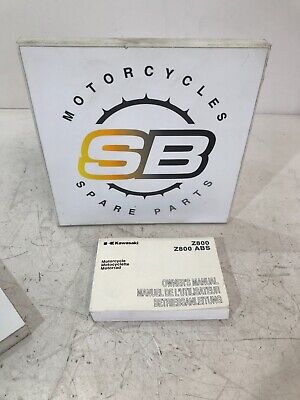 MOTORCYCLES
SB
SPARE PARTS
Kawasaki
Z800
Z800 ABS
Motorcycle
Motocyclette
Motorrad
OWNER'S MANUAL
MANUEL DE L'UTILISATEUR
BETRIEBSANLEITUNG